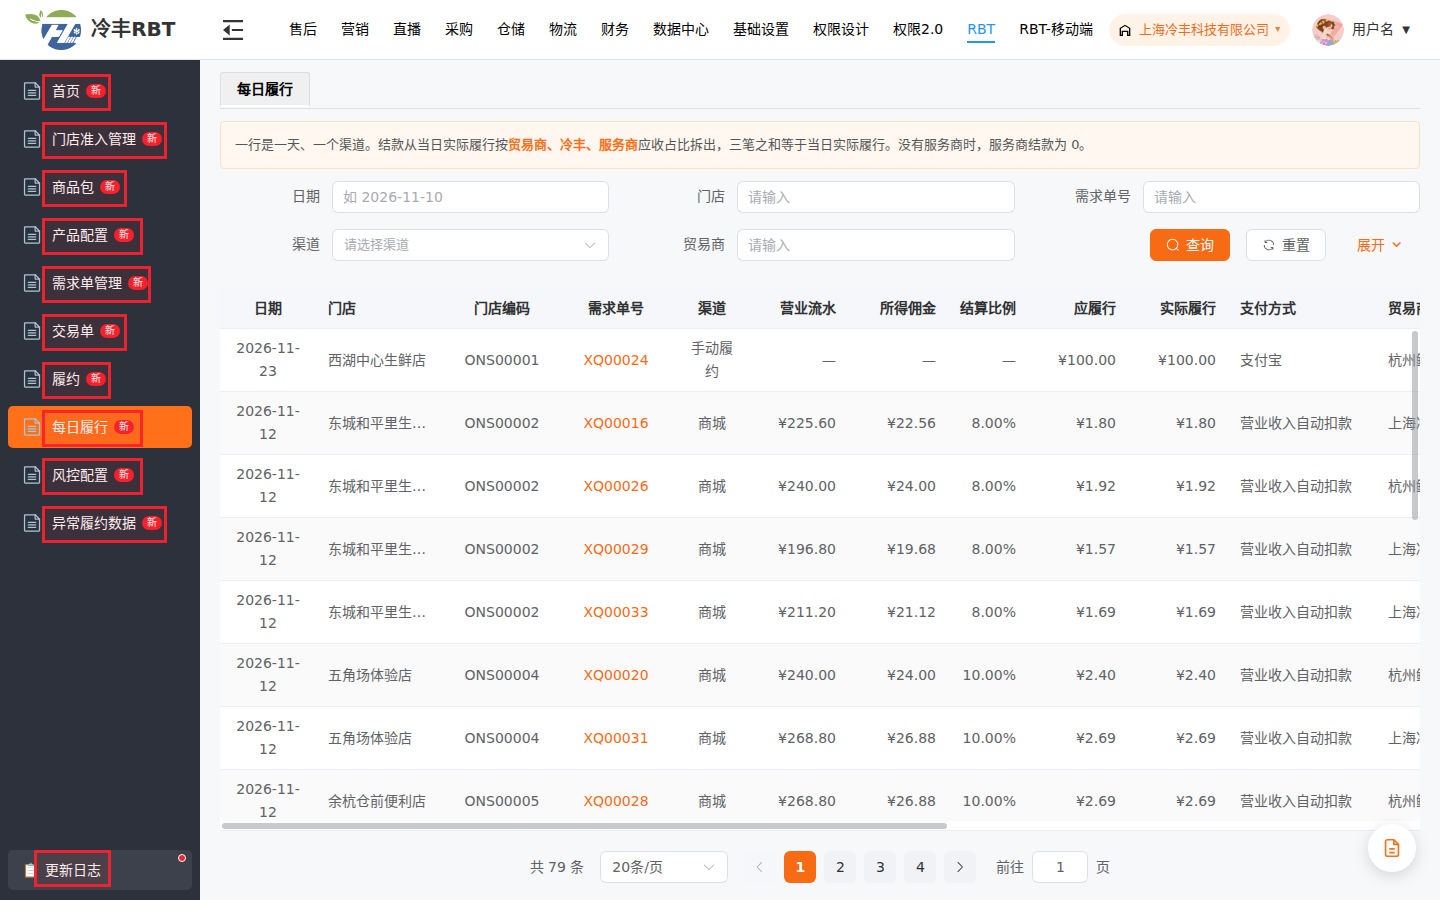 冷丰RBT
售后 营销 直播 采购 仓储 物流 财务 数据中心 基础设置 权限设计 权限2.0 RBT RBT-移动端 上海冷丰科技有限公司 用户名
首页 新
门店准入管理 新
商品包 新
产品配置 新
需求单管理 新
交易单 新
履约 新
每日履行 新
风控配置 新
异常履约数据 新
更新日志
每日履行
一行是一天、一个渠道。结款从当日实际履行按贸易商、冷丰、服务商应收占比拆出，三笔之和等于当日实际履行。没有服务商时，服务商结款为 0。
日期 如 2026-11-10 门店 请输入 需求单号 请输入
渠道 请选择渠道 贸易商 请输入 查询 重置 展开
日期 门店 门店编码 需求单号 渠道 营业流水 所得佣金 结算比例 应履行 实际履行 支付方式 贸易
2026-11-23 西湖中心生鲜店 ONS00001 XQ00024 手动履约 — — — ¥100.00 ¥100.00 支付宝 杭州
2026-11-12 东城和平里生... ONS00002 XQ00016 商城 ¥225.60 ¥22.56 8.00% ¥1.80 ¥1.80 营业收入自动扣款 上海
2026-11-12 东城和平里生... ONS00002 XQ00026 商城 ¥240.00 ¥24.00 8.00% ¥1.92 ¥1.92 营业收入自动扣款 杭州
2026-11-12 东城和平里生... ONS00002 XQ00029 商城 ¥196.80 ¥19.68 8.00% ¥1.57 ¥1.57 营业收入自动扣款 上海
2026-11-12 东城和平里生... ONS00002 XQ00033 商城 ¥211.20 ¥21.12 8.00% ¥1.69 ¥1.69 营业收入自动扣款 上海
2026-11-12 五角场体验店 ONS00004 XQ00020 商城 ¥240.00 ¥24.00 10.00% ¥2.40 ¥2.40 营业收入自动扣款 杭州
2026-11-12 五角场体验店 ONS00004 XQ00031 商城 ¥268.80 ¥26.88 10.00% ¥2.69 ¥2.69 营业收入自动扣款 上海
2026-11-12 余杭仓前便利店 ONS00005 XQ00028 商城 ¥268.80 ¥26.88 10.00% ¥2.69 ¥2.69 营业收入自动扣款 杭州
共 79 条 20条/页 1 2 3 4 前往 1 页